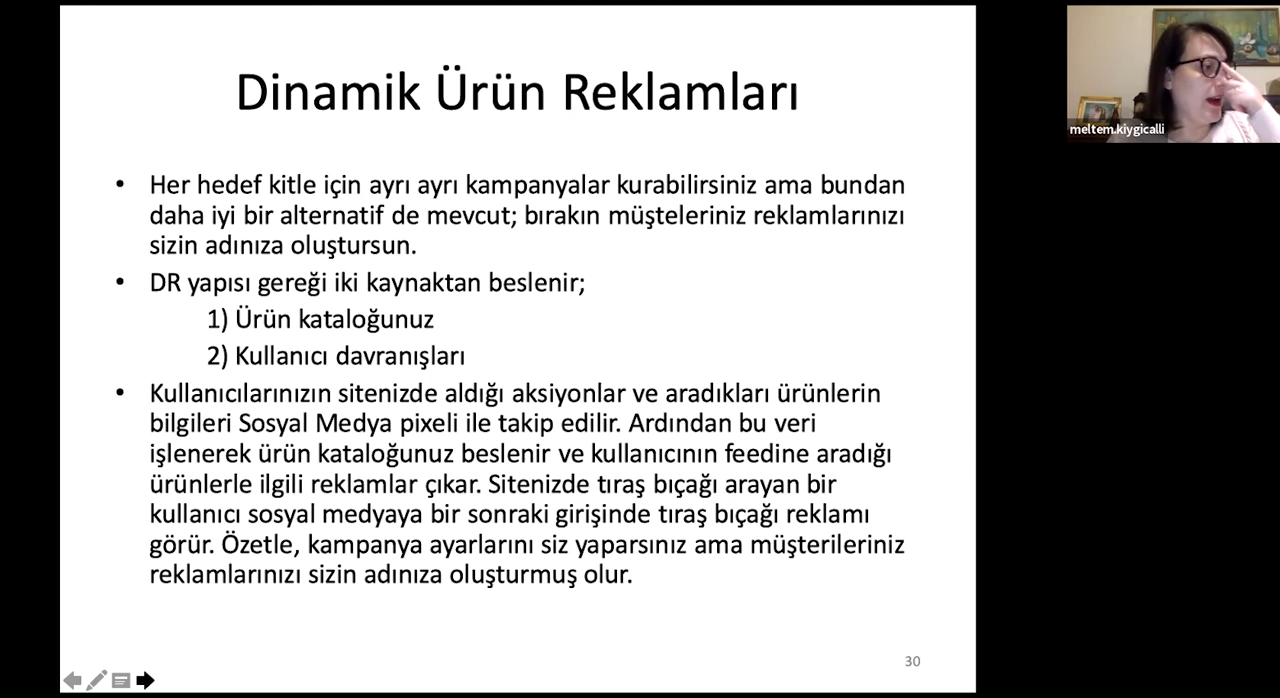 Dinamik Ürün Reklamları
• Her hedef kitle için ayrı ayrı kampanyalar kurabilirsiniz ama bundan
daha iyi bir alternatif de mevcut; bırakın müşteleriniz reklamlarınızı
sizin adınıza oluştursun.
• DR yapısı gereği iki kaynaktan beslenir;
1) Ürün kataloğunuz
2) Kullanıcı davranışları
• Kullanıcılarınızın sitenizde aldığı aksiyonlar ve aradıkları ürünlerin
bilgileri Sosyal Medya pixeli ile takip edilir. Ardından bu veri
işlenerek ürün kataloğunuz beslenir ve kullanıcının feedine aradığı
ürünlerle ilgili reklamlar çıkar. Sitenizde tıraş bıçağı arayan bir
kullanıcı sosyal medyaya bir sonraki girişinde tıraş bıçağı reklamı
görür. Özetle, kampanya ayarlarını siz yaparsınız ama müşterileriniz
reklamlarınızı sizin adınıza oluşturmuş olur.
30
meltem.kiygicalli